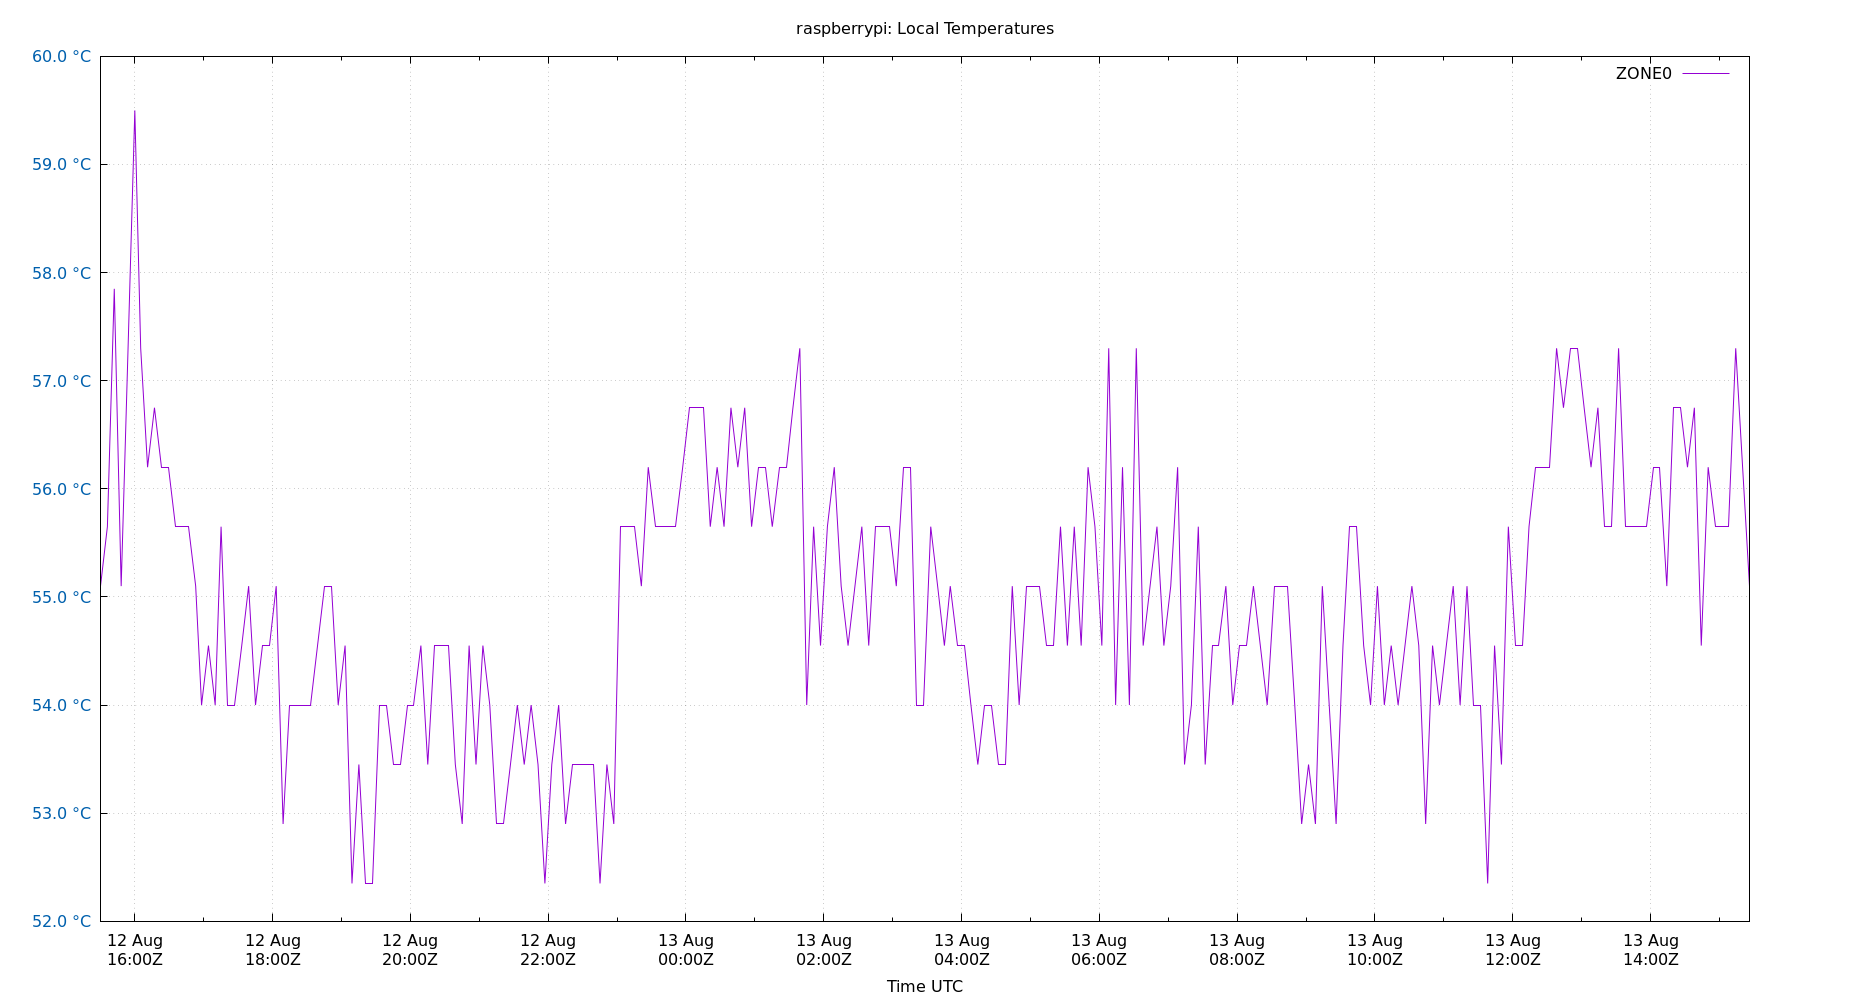 raspberrypi: Local Temperatures
60.0 °C
ZONE0
59.0 °C
58.0 °C
57.0 °C
56.0 °C
55.0 °C
54.0 °C
53.0 °C
52.0 °C
12 Aug 12 Aug 12 Aug 12 Aug 13 Aug 13 Aug 13 Aug 13 Aug 13 Aug 13 Aug 13 Aug 13 Aug
16:00Z 18:00Z 20:00Z 22:00Z 00:00Z 02:00Z 04:00Z 06:00Z 08:00Z 10:00Z 12:00Z 14:00Z
Time UTC